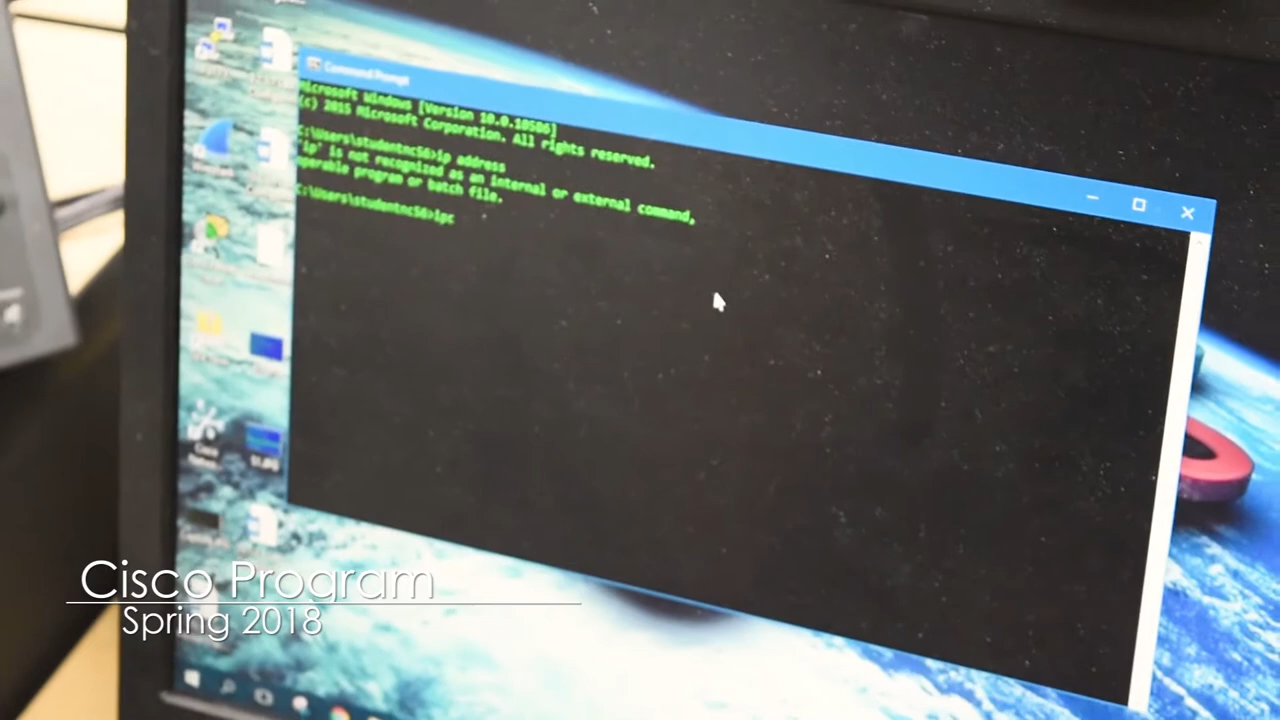 Command Prompt
Microsoft Windows [Version 10.0.10586]
(c) 2015 Microsoft Corporation. All rights reserved.
C:\Users\studentnc56>ip address
'ip' is not recognized as an internal or external command,
operable program or batch file.
C:\Users\studentnc56>ipc
Cisco
Cisco Program
Spring 2018